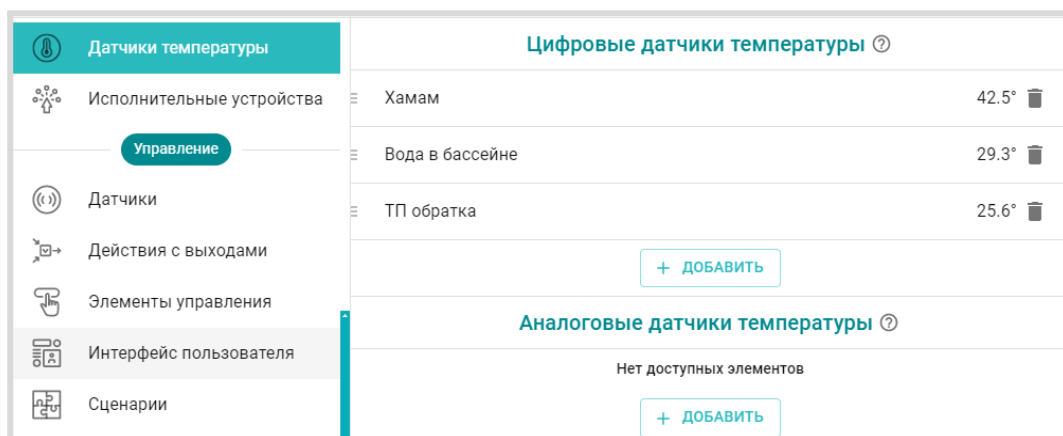 Датчики температуры
Исполнительные устройства
Управление
Датчики
Действия с выходами
Элементы управления
Интерфейс пользователя
Сценарии
Цифровые датчики температуры
Хамам 42.5°
Вода в бассейне 29.3°
ТП обратка 25.6°
+ ДОБАВИТЬ
Аналоговые датчики температуры
Нет доступных элементов
+ ДОБАВИТЬ